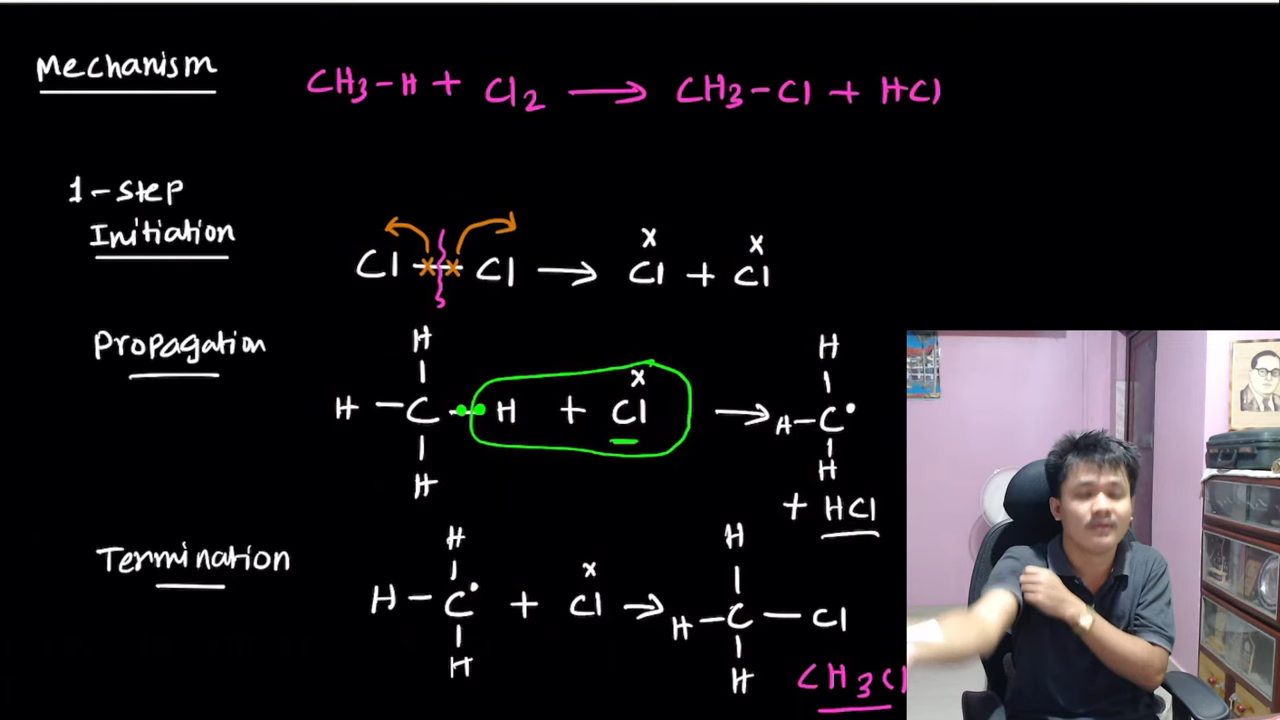 Mechanism
CH3-H + Cl2 → CH3-Cl + HCl
1-step
Initiation
Cl Cl → Cl + Cl
x x
Propagation
H
H - C - H + Cl → H-C•
x
H
H
H
+ HCl
Termination
H
H - C• + Cl → H-C-Cl
x
H
H
H
CH3Cl